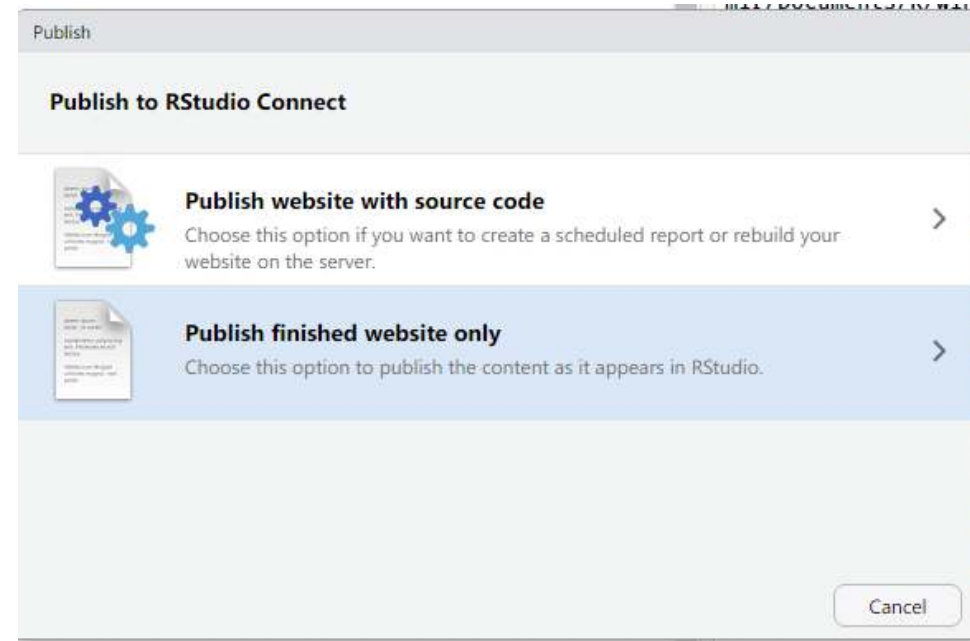 Publish
Publish to RStudio Connect
Publish website with source code
Choose this option if you want to create a scheduled report or rebuild your
website on the server.
Publish finished website only
Choose this option to publish the content as it appears in RStudio.
Cancel